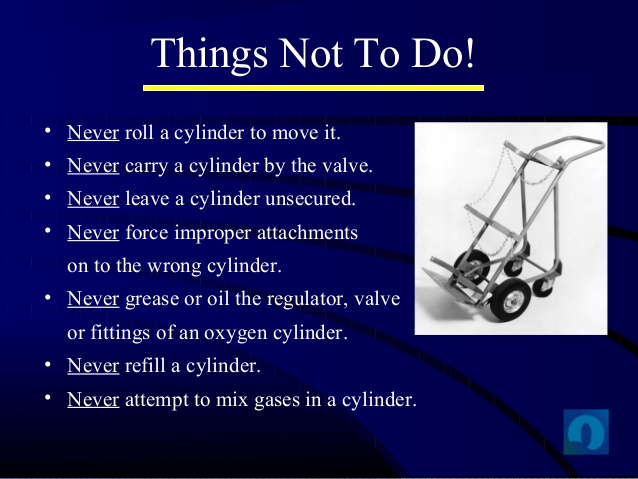 Things Not To Do!
• Never roll a cylinder to move it.
• Never carry a cylinder by the valve.
• Never leave a cylinder unsecured.
• Never force improper attachments
on to the wrong cylinder.
• Never grease or oil the regulator, valve
or fittings of an oxygen cylinder.
• Never refill a cylinder.
• Never attempt to mix gases in a cylinder.